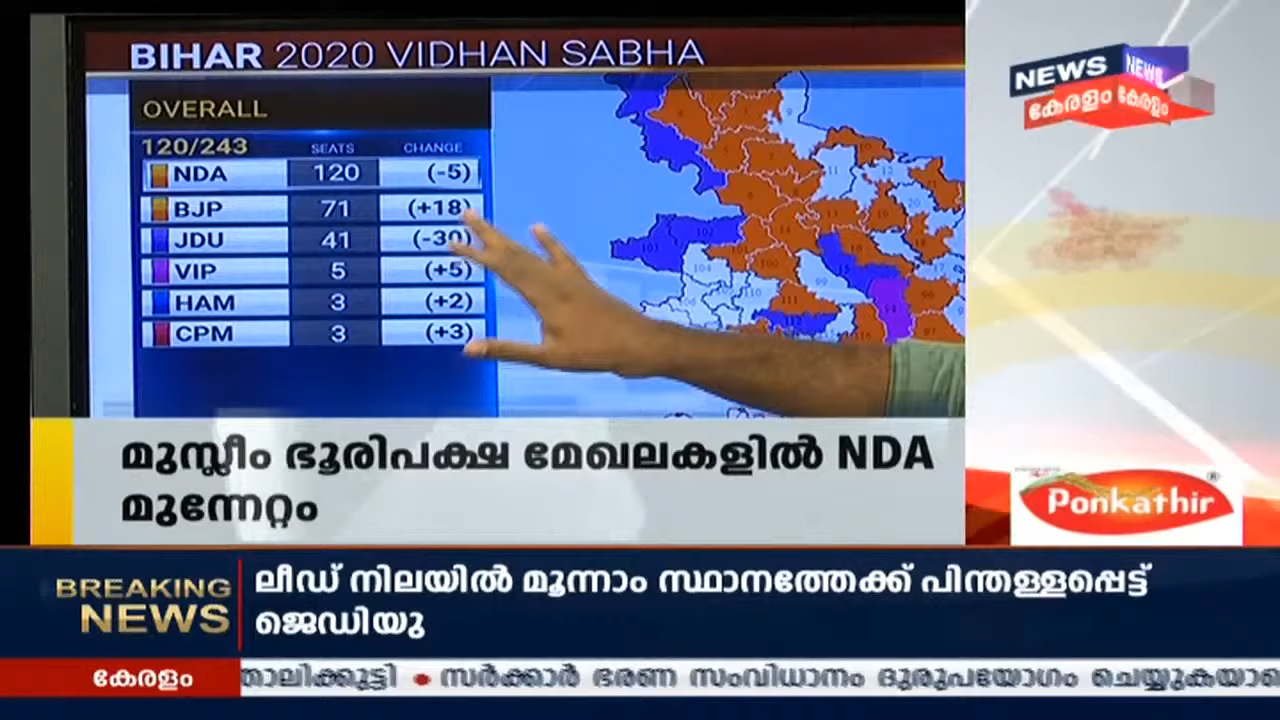 BIHAR 2020 VIDHAN SABHA
OVERALL
120/243 SEATS CHANGE
NDA 120 (-5)
BJP 71 (+18)
JDU 41 (-30)
VIP 5 (+5)
HAM 3 (+2)
CPM 3 (+3)
NEWS NEWS
കേരളം കേരളം
മുസ്ലീം ഭൂരിപക്ഷ മേഖലകളിൽ NDA
മുന്നേറ്റം
Ponkathir®
BREAKING
NEWS
ലീഡ് നിലയിൽ മൂന്നാം സ്ഥാനത്തേക്ക് പിന്തള്ളപ്പെട്ട്
ജെഡിയു
കേരളം
താലിക്കുട്ടി • സർക്കാർ ഭരണ സംവിധാനം ദുരുപയോഗം